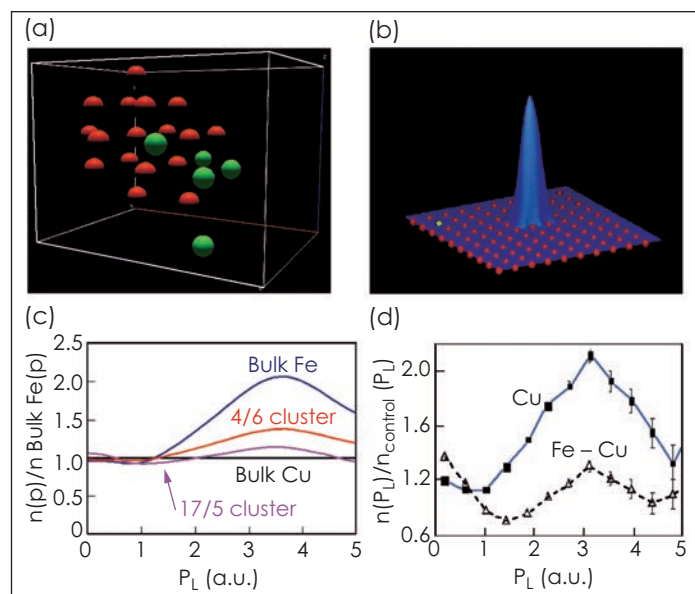 (a)
(b)
(c)
2.5
2.0
1.5
1.0
0.5
0
n(p)/n Bulk Fe(p)
Bulk Fe
4/6 cluster
Bulk Cu
17/5 cluster
0 1 2 3 4 5
P_L (a.u.)
(d)
2.0
1.6
1.2
0.6
n(P_L)/n_control (P_L)
Cu
Fe – Cu
0 1 2 3 4 5
P_L (a.u.)